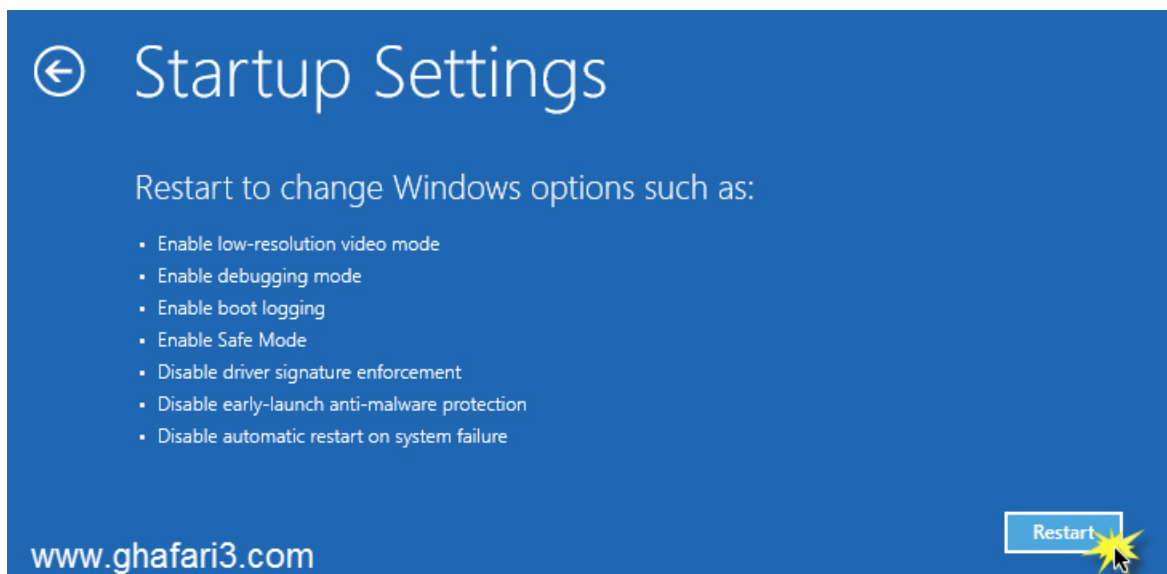 Startup Settings
Restart to change Windows options such as:
▪ Enable low-resolution video mode
▪ Enable debugging mode
▪ Enable boot logging
▪ Enable Safe Mode
▪ Disable driver signature enforcement
▪ Disable early-launch anti-malware protection
▪ Disable automatic restart on system failure
Restart
www.ghafari3.com